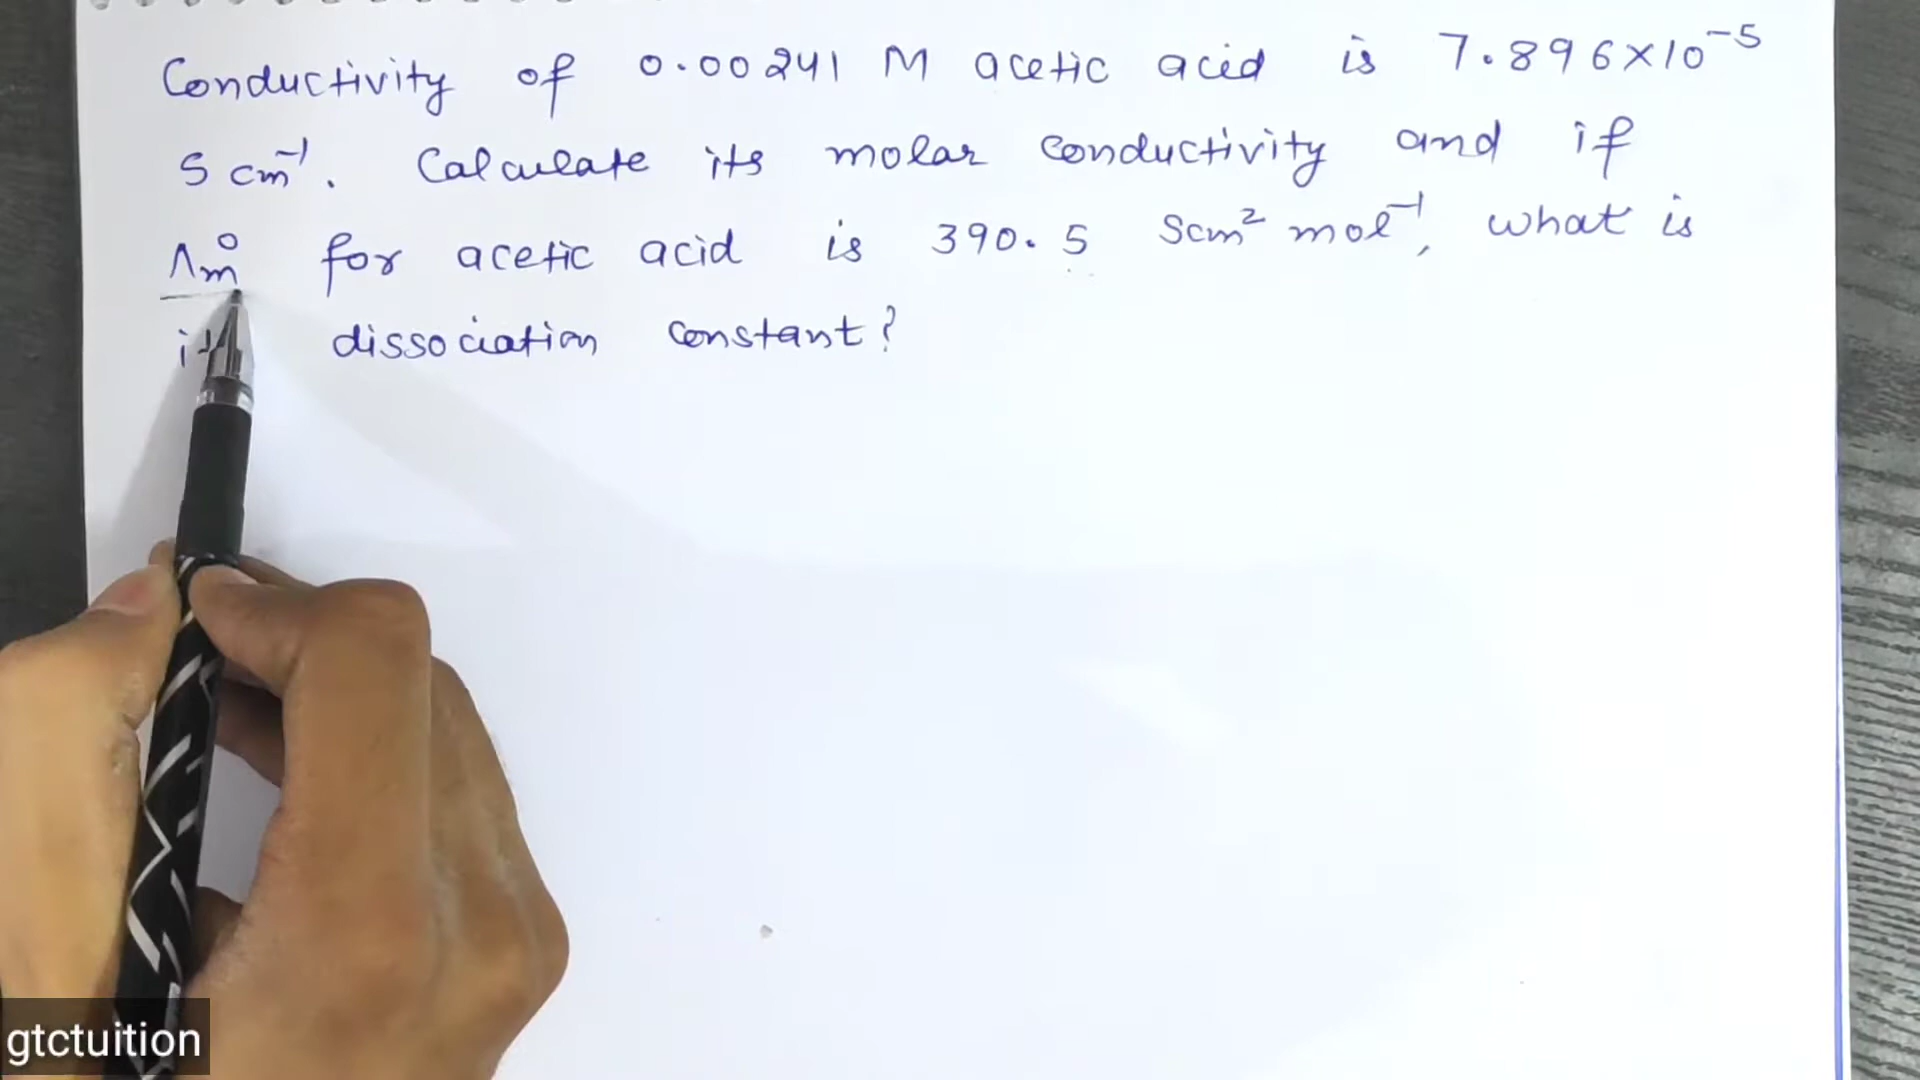 Conductivity of 0.00241 M acetic acid is 7.896×10⁻⁵
S cm⁻¹. Calculate its molar conductivity and if
Λm° for acetic acid is 390.5 Scm² mol⁻¹, what is
dissociation constant?
gtctuition